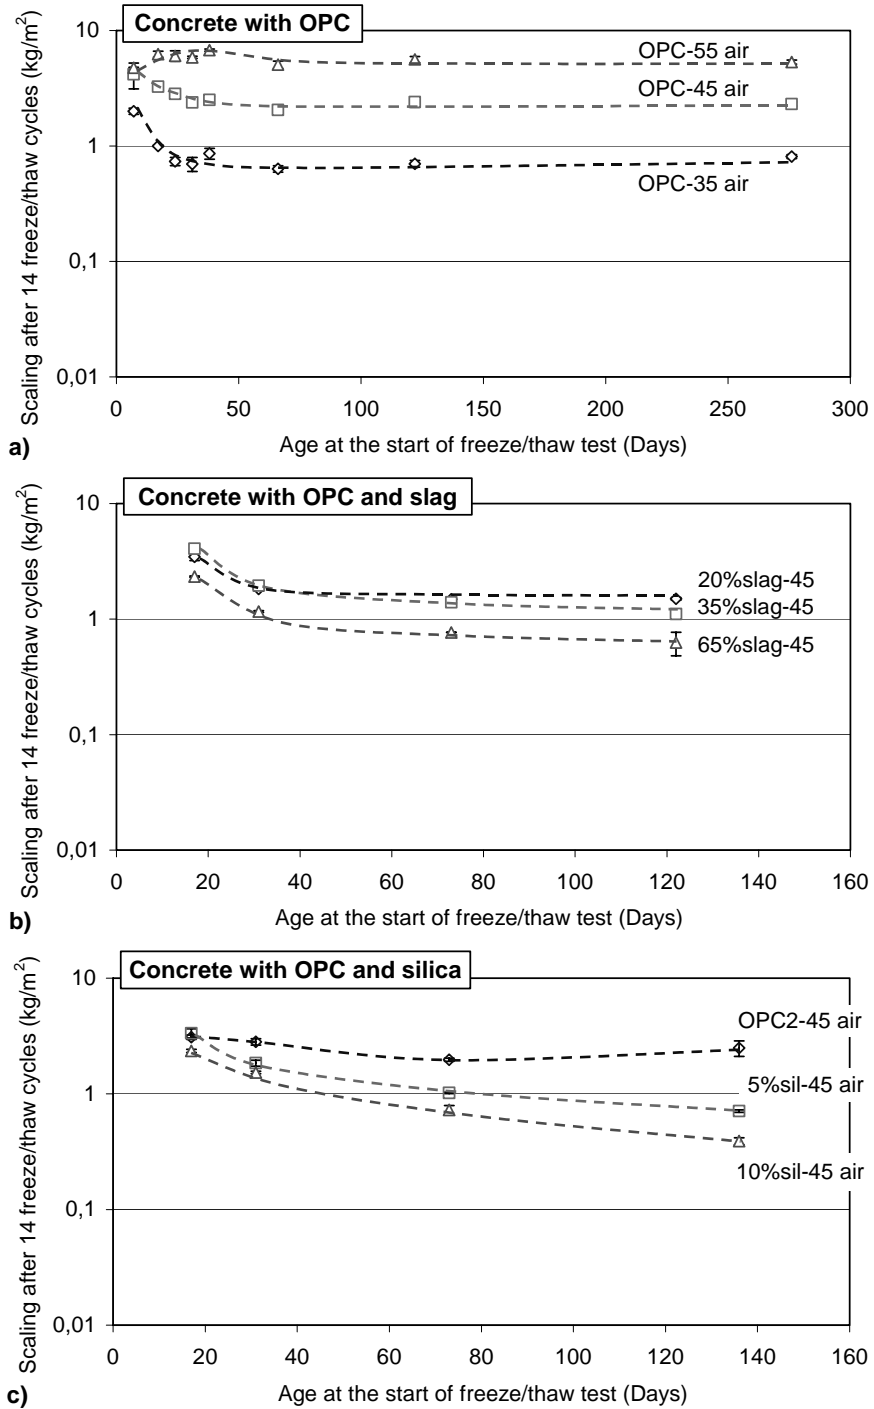 Concrete with OPC
Scaling after 14 freeze/thaw cycles (kg/m²)
10
1
0,1
0,01
OPC-55 air
OPC-45 air
OPC-35 air
0 50 100 150 200 250 300
a) Age at the start of freeze/thaw test (Days)
Concrete with OPC and slag
Scaling after 14 freeze/thaw cycles (kg/m²)
10
1
0,1
0,01
20%slag-45
35%slag-45
65%slag-45
0 20 40 60 80 100 120 140 160
b) Age at the start of freeze/thaw test (Days)
Concrete with OPC and silica
Scaling after 14 freeze/thaw cycles (kg/m²)
10
1
0,1
0,01
OPC2-45 air
5%sil-45 air
10%sil-45 air
0 20 40 60 80 100 120 140 160
c) Age at the start of freeze/thaw test (Days)